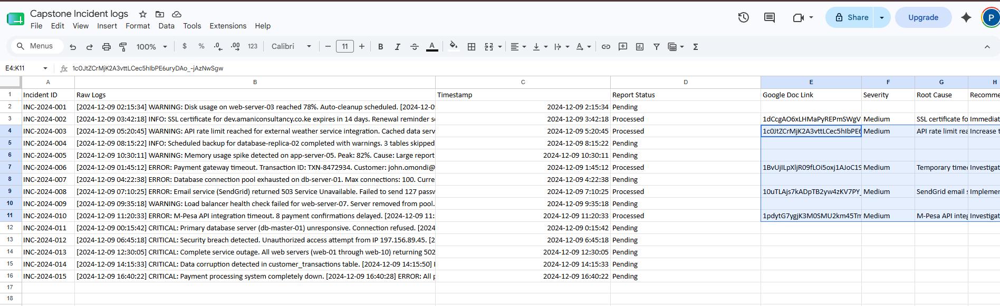 Capstone Incident logs
File Edit View Insert Format Data Tools Extensions Help
Share
Upgrade
P
Menus
100%
$ % .0 .00 123
Calibri
11
B I A
E4:K11
fx 1c0JtZCrMjK2A3vttLCec5hIbPE6uryDAo_-jAzNwSgw
A B C D E F G H
1 Incident ID Raw Logs Timestamp Report Status Google Doc Link Severity Root Cause Recomme
2 INC-2024-001 [2024-12-09 02:15:34] WARNING: Disk usage on web-server-03 reached 78%. Auto-cleanup scheduled. [2024-12-0 2024-12-09 2:15:34 Pending
3 INC-2024-002 [2024-12-09 03:42:18] INFO: SSL certificate for dev.amaniconsultancy.co.ke expires in 14 days. Renewal reminder s 2024-12-09 3:42:18 Processed 1dCcgAO6xLHMaPyREPmSWgV Medium SSL certificate fo Immediat
4 INC-2024-003 [2024-12-09 05:20:45] WARNING: API rate limit reached for external weather service integration. Cached data serv 2024-12-09 5:20:45 Processed 1c0JtZCrMjK2A3vttLCec5hIbPE6 Medium API rate limit rea Increase t
5 INC-2024-004 [2024-12-09 08:15:22] INFO: Scheduled backup for database-replica-02 completed with warnings. 3 tables skipped 2024-12-09 8:15:22 Pending
6 INC-2024-005 [2024-12-09 10:30:11] WARNING: Memory usage spike detected on app-server-05. Peak: 82%. Cause: Large report 2024-12-09 10:30:11 Pending
7 INC-2024-006 [2024-12-09 01:45:12] ERROR: Payment gateway timeout. Transaction ID: TXN-8472934. Customer: john.omondi@ 2024-12-09 1:45:12 Processed 1BvUjILpXljR09fLOi5oxj1AJoC19 Medium Temporary timeo Investigat
8 INC-2024-007 [2024-12-09 04:22:38] ERROR: Database connection pool exhausted on db-server-01. Max connections: 100. Curre 2024-12-09 4:22:38 Pending
9 INC-2024-008 [2024-12-09 07:10:25] ERROR: Email service (SendGrid) returned 503 Service Unavailable. Failed to send 127 passw 2024-12-09 7:10:25 Processed 10uTLAjs7kADpTB2yw4zKV7PY_ Medium SendGrid email s Implemer
10 INC-2024-009 [2024-12-09 09:35:18] WARNING: Load balancer health check failed for web-server-07. Server removed from pool. 2024-12-09 9:35:18 Pending
11 INC-2024-010 [2024-12-09 11:20:33] ERROR: M-Pesa API integration timeout. 8 payment confirmations delayed. [2024-12-09 11: 2024-12-09 11:20:33 Processed 1pdytG7ygjK3M0SMU2km45Tm Medium M-Pesa API integ Investigat
12 INC-2024-011 [2024-12-09 00:15:42] CRITICAL: Primary database server (db-master-01) unresponsive. Connection refused. [2024 2024-12-09 0:15:42 Pending
13 INC-2024-012 [2024-12-09 06:45:18] CRITICAL: Security breach detected. Unauthorized access attempt from IP 197.156.89.45. [2 2024-12-09 6:45:18 Pending
14 INC-2024-013 [2024-12-09 12:30:05] CRITICAL: Complete service outage. All web servers (web-01 through web-10) returning 502 2024-12-09 12:30:05 Pending
15 INC-2024-014 [2024-12-09 14:15:33] CRITICAL: Data corruption detected in customer_transactions table. [2024-12-09 14:15:50] 2024-12-09 14:15:33 Pending
16 INC-2024-015 [2024-12-09 16:40:22] CRITICAL: Payment processing system completely down. [2024-12-09 16:40:28] ERROR: All p 2024-12-09 16:40:22 Pending
17
18